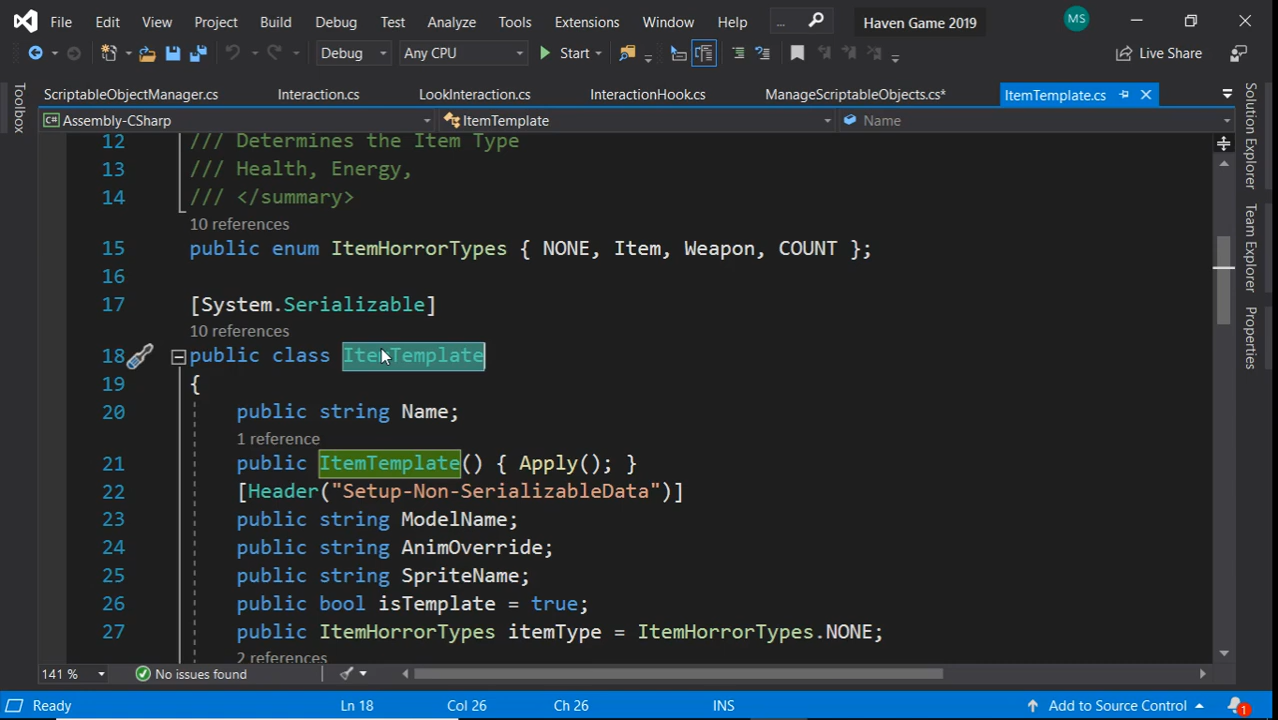 File Edit View Project Build Debug Test Analyze Tools Extensions Window Help ... Haven Game 2019 MS
Debug Any CPU Start Live Share
ScriptableObjectManager.cs Interaction.cs LookInteraction.cs InteractionHook.cs ManageScriptableObjects.cs* ItemTemplate.cs
Assembly-CSharp ItemTemplate Name
12 /// Determines the Item Type
13 /// Health, Energy,
14 /// </summary>
10 references
15 public enum ItemHorrorTypes { NONE, Item, Weapon, COUNT };
16
17 [System.Serializable]
10 references
18 public class ItemTemplate
19 {
20 public string Name;
1 reference
21 public ItemTemplate() { Apply(); }
22 [Header("Setup-Non-SerializableData")]
23 public string ModelName;
24 public string AnimOverride;
25 public string SpriteName;
26 public bool isTemplate = true;
27 public ItemHorrorTypes itemType = ItemHorrorTypes.NONE;
2 references
141 % No issues found
Ready Ln 18 Col 26 Ch 26 INS Add to Source Control 1
Toolbox
Solution Explorer
Team Explorer
Properties